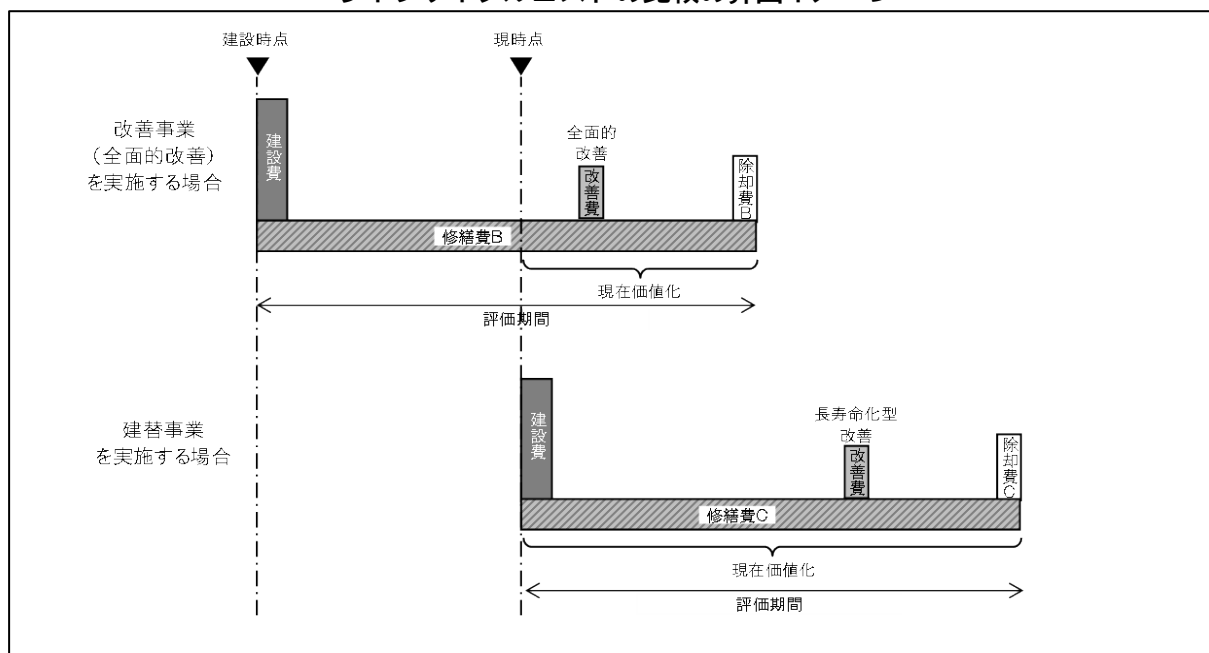 建設時点
現時点
改善事業
（全面的改善）
を実施する場合
建設費
全面的
改善
改善費
除却費B
修繕費B
現在価値化
評価期間
建替事業
を実施する場合
建設費
長寿命化型
改善
改善費
除却費C
修繕費C
現在価値化
評価期間